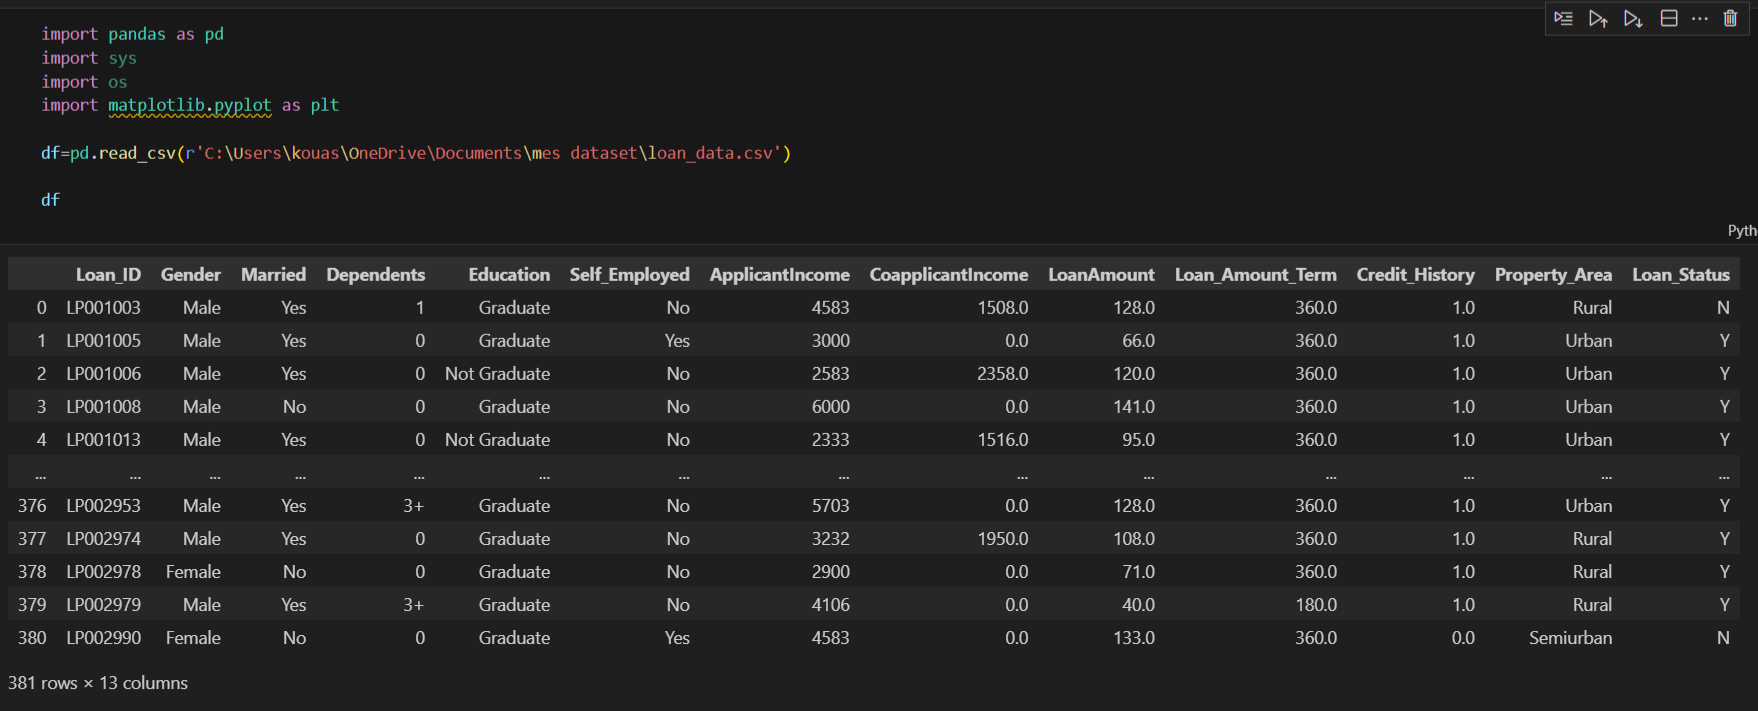 import pandas as pd
import sys
import os
import matplotlib.pyplot as plt
df=pd.read_csv(r'C:\Users\kouas\OneDrive\Documents\mes dataset\loan_data.csv')
df
Pyth
Loan_ID Gender Married Dependents Education Self_Employed ApplicantIncome CoapplicantIncome LoanAmount Loan_Amount_Term Credit_History Property_Area Loan_Status
0 LP001003 Male Yes 1 Graduate No 4583 1508.0 128.0 360.0 1.0 Rural N
1 LP001005 Male Yes 0 Graduate Yes 3000 0.0 66.0 360.0 1.0 Urban Y
2 LP001006 Male Yes 0 Not Graduate No 2583 2358.0 120.0 360.0 1.0 Urban Y
3 LP001008 Male No 0 Graduate No 6000 0.0 141.0 360.0 1.0 Urban Y
4 LP001013 Male Yes 0 Not Graduate No 2333 1516.0 95.0 360.0 1.0 Urban Y
... ... ... ... ... ... ... ... ... ... ... ... ... ...
376 LP002953 Male Yes 3+ Graduate No 5703 0.0 128.0 360.0 1.0 Urban Y
377 LP002974 Male Yes 0 Graduate No 3232 1950.0 108.0 360.0 1.0 Rural Y
378 LP002978 Female No 0 Graduate No 2900 0.0 71.0 360.0 1.0 Rural Y
379 LP002979 Male Yes 3+ Graduate No 4106 0.0 40.0 180.0 1.0 Rural Y
380 LP002990 Female No 0 Graduate Yes 4583 0.0 133.0 360.0 0.0 Semiurban N
381 rows × 13 columns